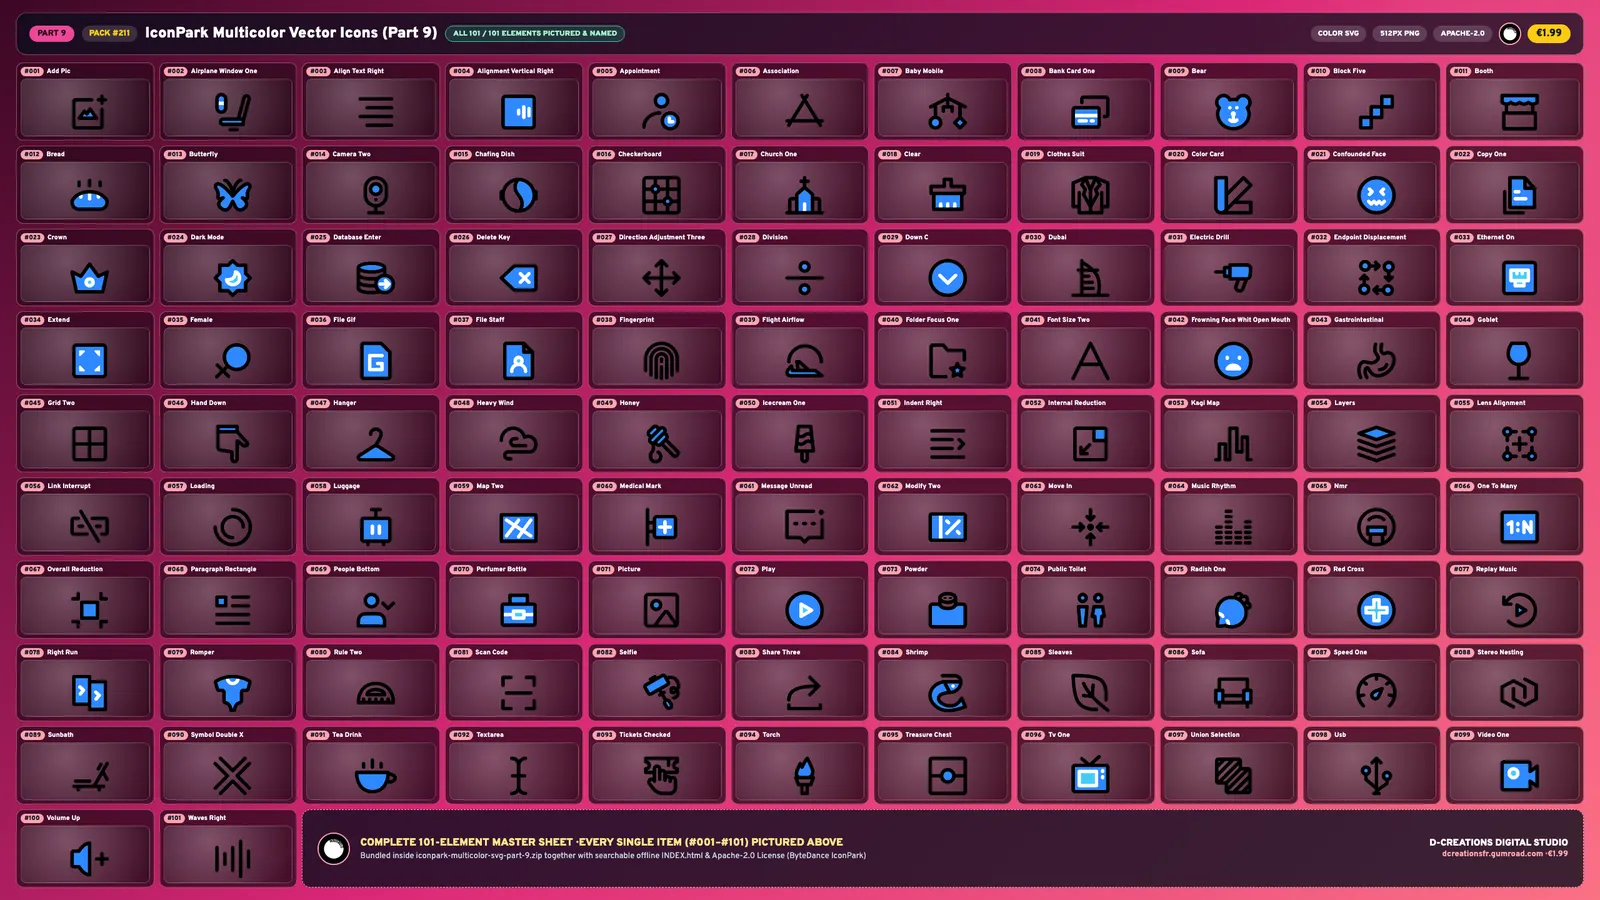 PART 9 PACK #211 IconPark Multicolor Vector Icons (Part 9) ALL 101 / 101 ELEMENTS PICTURED & NAMED COLOR SVG 512PX PNG APACHE-2.0 €1.99
#001 Add Pic #002 Airplane Window One #003 Align Text Right #004 Alignment Vertical Right #005 Appointment #006 Association #007 Baby Mobile #008 Bank Card One #009 Bear #010 Block Five #011 Booth
#012 Bread #013 Butterfly #014 Camera Two #015 Chafing Dish #016 Checkerboard #017 Church One #018 Clear #019 Clothes Suit #020 Color Card #021 Confounded Face #022 Copy One
#023 Crown #024 Dark Mode #025 Database Enter #026 Delete Key #027 Direction Adjustment Three #028 Division #029 Down C #030 Dubai #031 Electric Drill #032 Endpoint Displacement #033 Ethernet On
#034 Extend #035 Female #036 File Gif #037 File Staff #038 Fingerprint #039 Flight Airflow #040 Folder Focus One #041 Font Size Two #042 Frowning Face Whit Open Mouth #043 Gastrointestinal #044 Goblet
G
#045 Grid Two #046 Hand Down #047 Hanger #048 Heavy Wind #049 Honey #050 Icecream One #051 Indent Right #052 Internal Reduction #053 Kagi Map #054 Layers #055 Lens Alignment
#056 Link Interrupt #057 Loading #058 Luggage #059 Map Two #060 Medical Mark #061 Message Unread #062 Modify Two #063 Move In #064 Music Rhythm #065 Nmr #066 One To Many
1:N
#067 Overall Reduction #068 Paragraph Rectangle #069 People Bottom #070 Perfumer Bottle #071 Picture #072 Play #073 Powder #074 Public Toilet #075 Radish One #076 Red Cross #077 Replay Music
#078 Right Run #079 Romper #080 Rule Two #081 Scan Code #082 Selfie #083 Share Three #084 Shrimp #085 Sleaves #086 Sofa #087 Speed One #088 Stereo Nesting
#089 Sunbath #090 Symbol Double X #091 Tea Drink #092 Textarea #093 Tickets Checked #094 Torch #095 Treasure Chest #096 Tv One #097 Union Selection #098 Usb #099 Video One
#100 Volume Up #101 Waves Right
COMPLETE 101-ELEMENT MASTER SHEET · EVERY SINGLE ITEM (#001–#101) PICTURED ABOVE
Bundled inside iconpark-multicolor-svg-part-9.zip together with searchable offline INDEX.html & Apache-2.0 License (ByteDance IconPark)
D-CREATIONS DIGITAL STUDIO
dcreationsfr.gumroad.com · €1.99